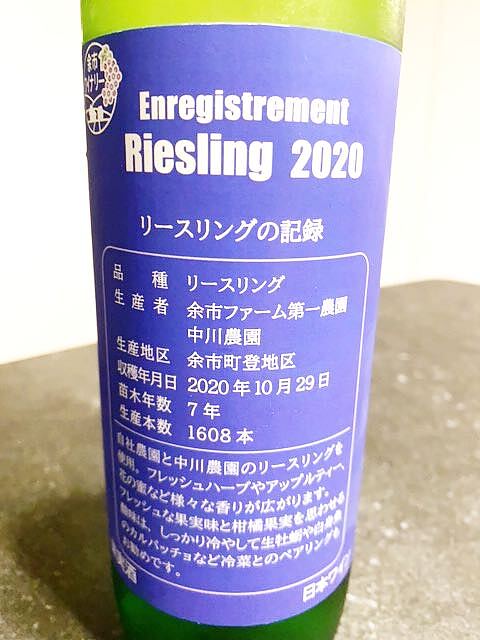 余市
ワイナリー
Enregistrement
Riesling 2020
リースリングの記録
品種 リースリング
生産者 余市ファーム第一農園
中川農園
生産地区 余市町登地区
収穫年月日 2020年10月29日
苗木年数 7年
生産本数 1608本
自社農園と中川農園のリースリングを
使用。フレッシュハーブやアップルティー、
花の蜜など様々な香りが広がります。
フレッシュな果実味と柑橘果実を思わせる
酸味は、しっかり冷やして生牡蠣や白身魚
のカルパッチョなど冷菜とのペアリングも
お勧めです。
日本ワイン